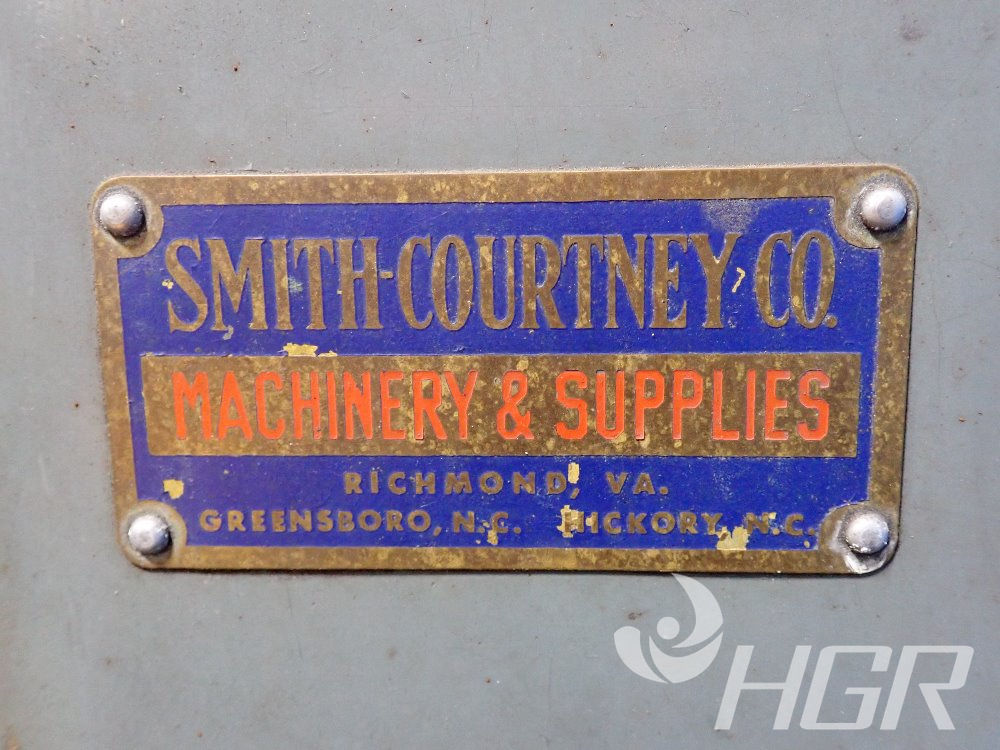 SMITH-COURTNEY CO.
MACHINERY & SUPPLIES
RICHMOND, VA.
GREENSBORO, N.C. HICKORY, N.C.
HGR